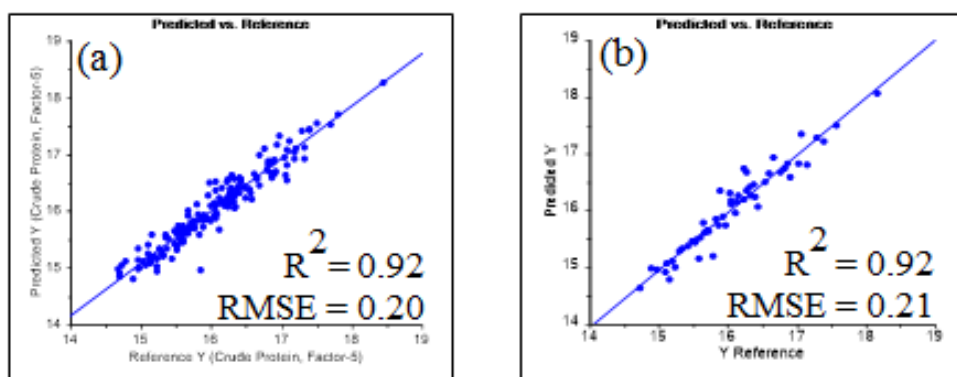 Predicted vs. Reference
(a)
19
18
17
16
15
14
Predicted Y (Crude Protein, Factor-5)
R2 = 0.92
RMSE = 0.20
14 15 16 17 18 19
Reference Y (Crude Protein, Factor-5)
Predicted vs. Reference
(b)
19
18
17
16
15
14
Predicted Y
R2 = 0.92
RMSE = 0.21
14 15 16 17 18 19
Y Reference